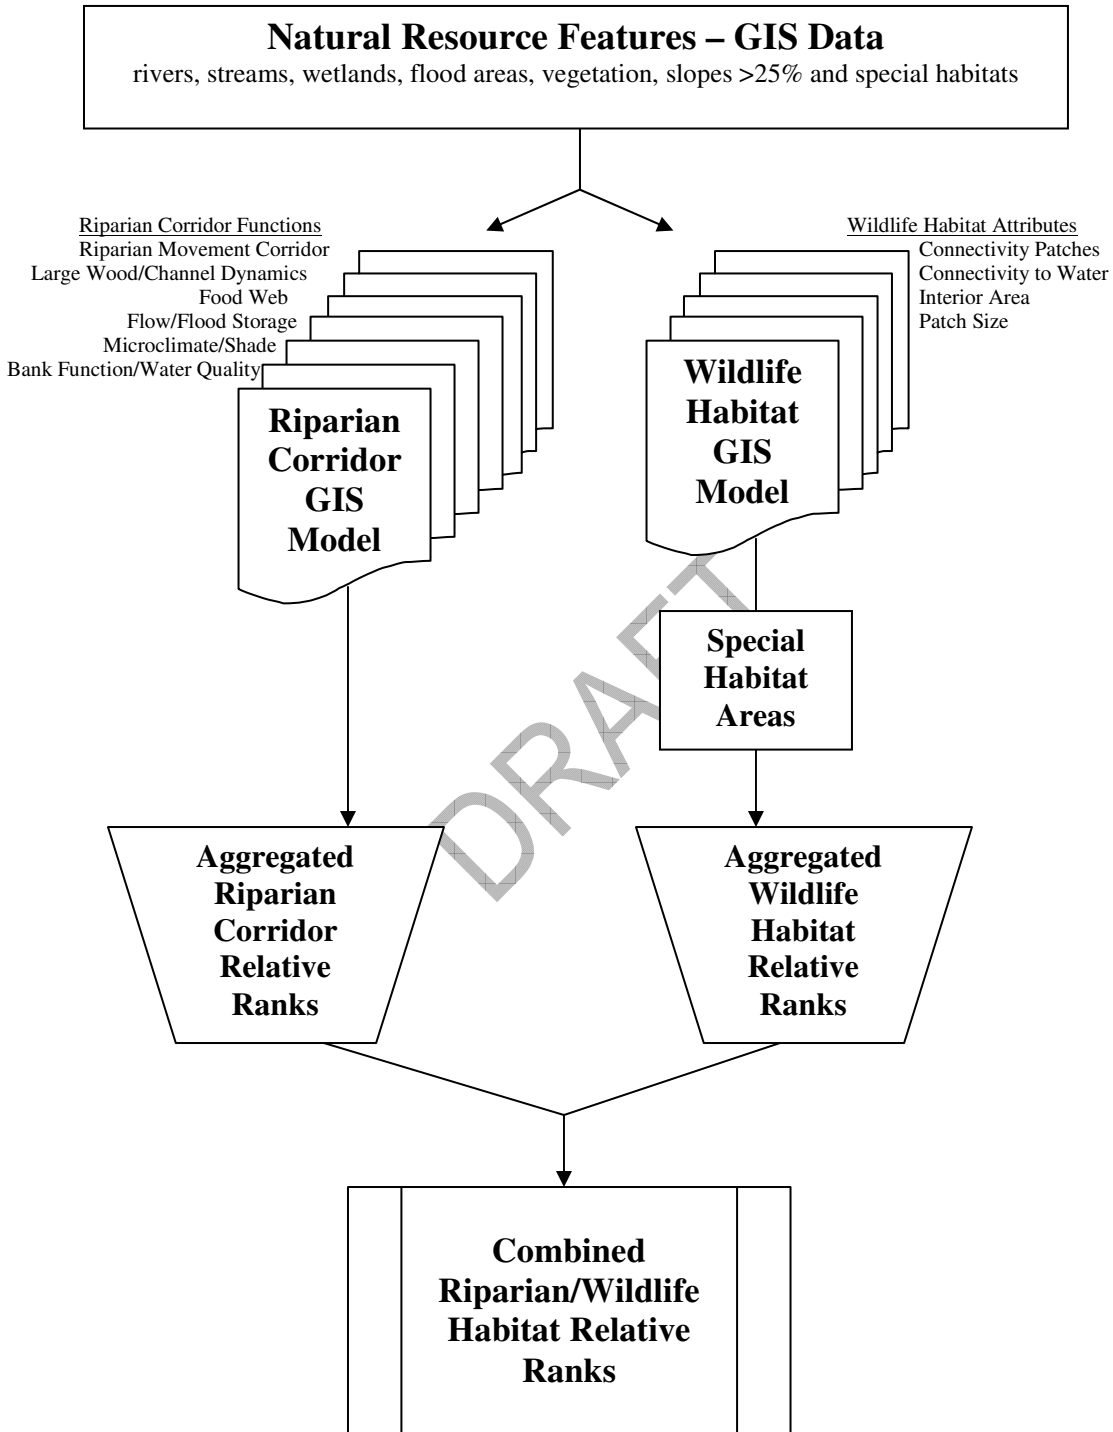 Natural Resource Features – GIS Data
rivers, streams, wetlands, flood areas, vegetation, slopes >25% and special habitats
Riparian Corridor Functions
Riparian Movement Corridor
Large Wood/Channel Dynamics
Food Web
Flow/Flood Storage
Microclimate/Shade
Bank Function/Water Quality
Wildlife Habitat Attributes
Connectivity Patches
Connectivity to Water
Interior Area
Patch Size
Riparian
Corridor
GIS
Model
Wildlife
Habitat
GIS
Model
Special
Habitat
Areas
DRAFT
Aggregated
Riparian
Corridor
Relative
Ranks
Aggregated
Wildlife
Habitat
Relative
Ranks
Combined
Riparian/Wildlife
Habitat Relative
Ranks